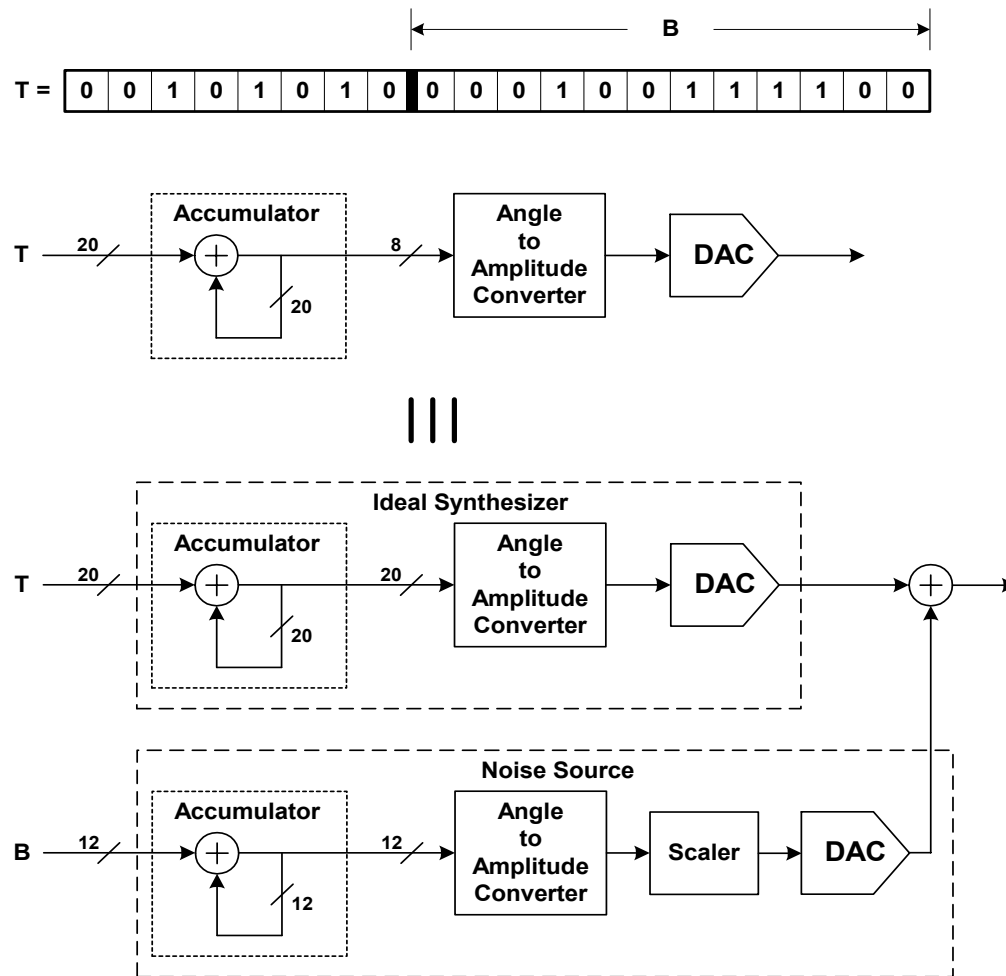 B
T = 0 0 1 0 1 0 1 0 0 0 0 1 0 0 1 1 1 1 0 0
Accumulator
Angle
to
Amplitude
Converter
DAC
T
20
8
20
Ideal Synthesizer
Accumulator
Angle
to
Amplitude
Converter
DAC
T
20
20
20
Noise Source
Accumulator
Angle
to
Amplitude
Converter
Scaler
DAC
B
12
12
12